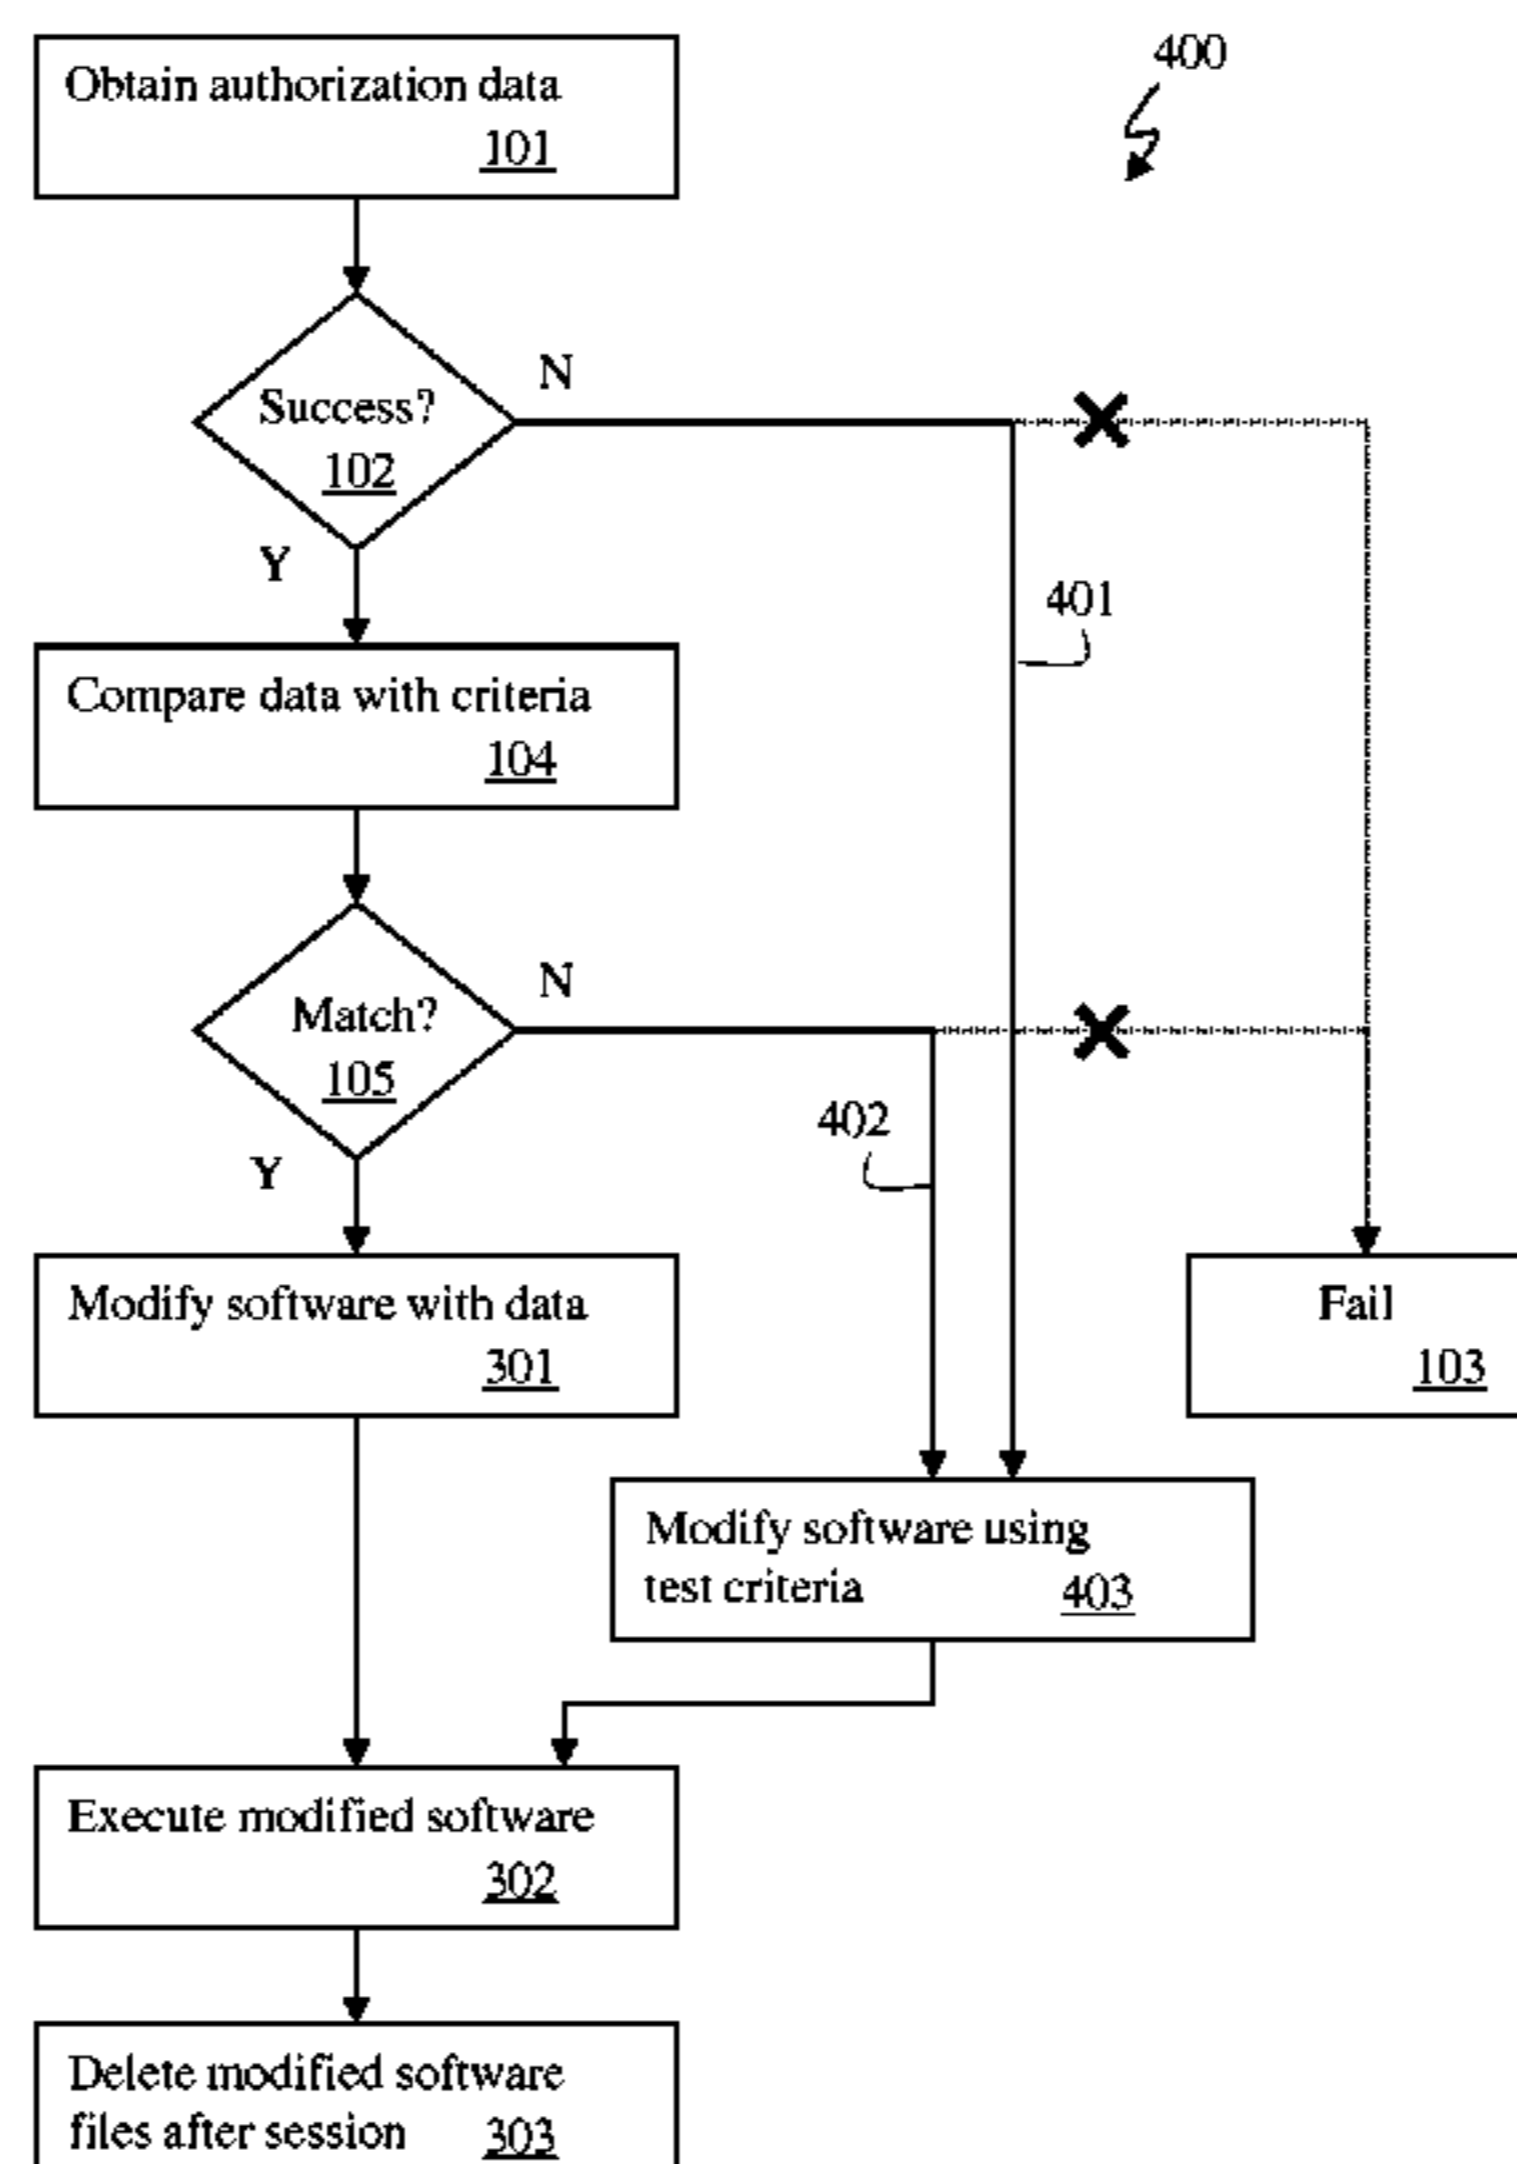 Obtain authorization data
101
400
N
Success?
102
Y
401
Compare data with criteria
104
N
Match?
105
402
Y
Modify software with data
301
Fail
103
Modify software using
test criteria 403
Execute modified software
302
Delete modified software
files after session 303